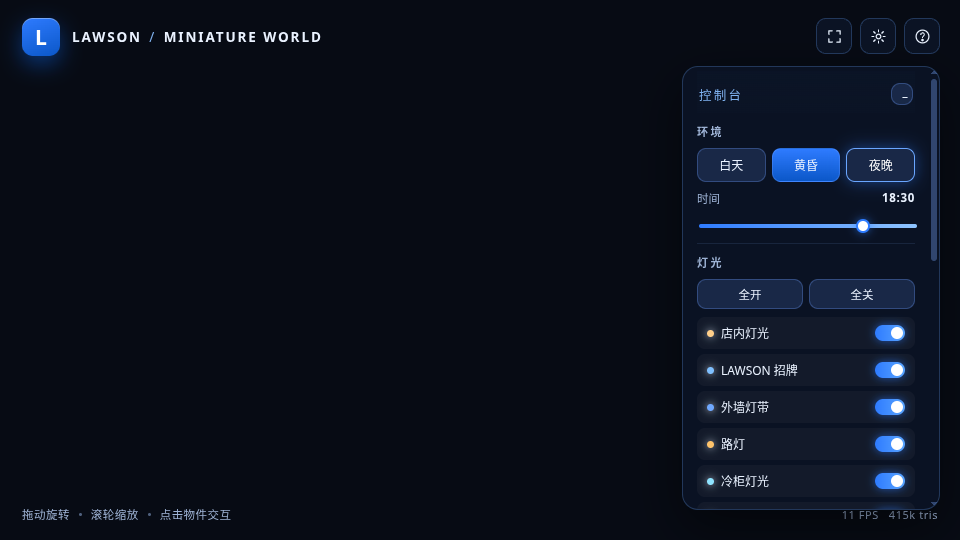 L LAWSON / MINIATURE WORLD
控制台
环境
白天 黄昏 夜晚
时间 18:30
灯光
全开 全关
店内灯光
LAWSON 招牌
外墙灯带
路灯
冷柜灯光
拖动旋转 • 滚轮缩放 • 点击物件交互
11 FPS 415k tris